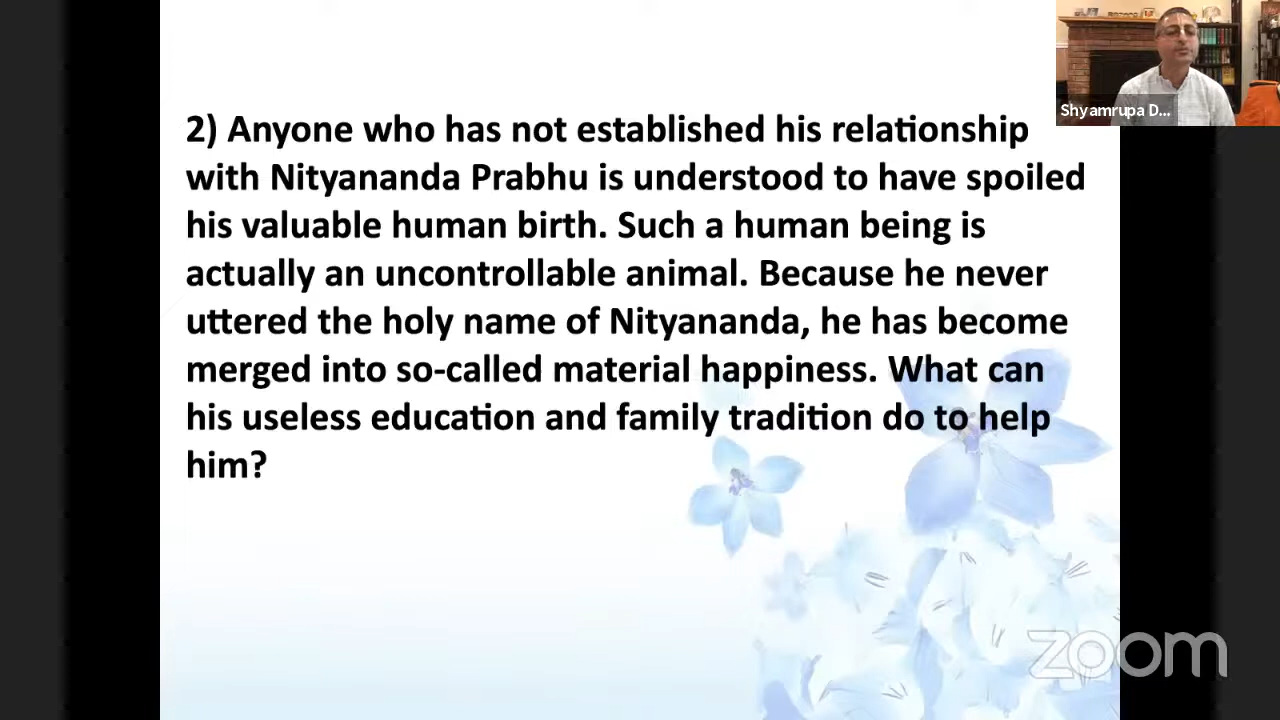 2) Anyone who has not established his relationship
with Nityananda Prabhu is understood to have spoiled
his valuable human birth. Such a human being is
actually an uncontrollable animal. Because he never
uttered the holy name of Nityananda, he has become
merged into so-called material happiness. What can
his useless education and family tradition do to help
him?
Shyamrupa D...
zoom